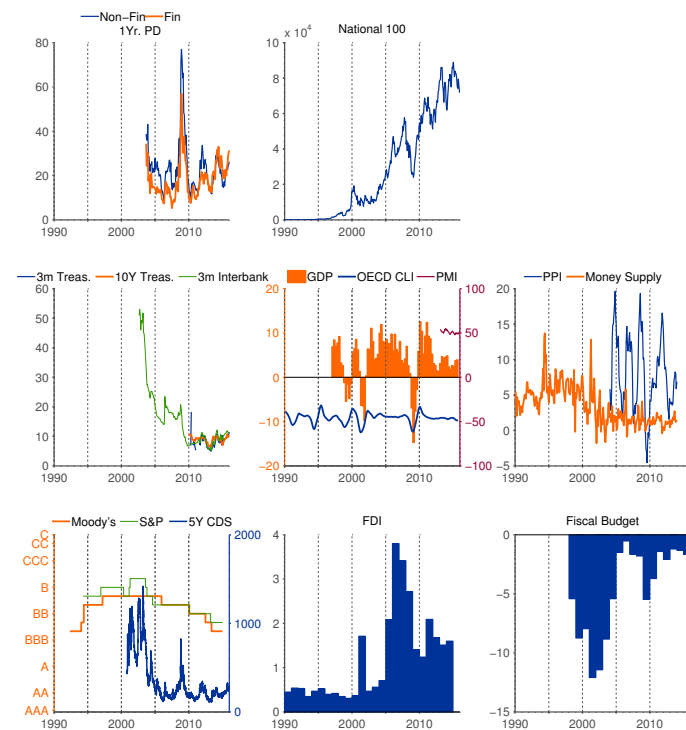 Non−Fin Fin
1Yr. PD
80
60
40
20
0
1990 2000 2010
x 10⁴
National 100
10
8
6
4
2
0
1990 2000 2010
3m Treas. 10Y Treas. 3m Interbank
60
50
40
30
20
10
0
1990 2000 2010
GDP OECD CLI PMI
20
10
0
−10
−20
100
50
0
−50
−100
1990 2000 2010
PPI Money Supply
20
15
10
5
0
−5
1990 2000 2010
Moody's S&P 5Y CDS
C
CC
CCC
B
BB
BBB
A
AA
AAA
2000
1000
0
1990 2000 2010
FDI
4
3
2
1
0
1990 2000 2010
Fiscal Budget
0
−5
−10
−15
1990 2000 2010